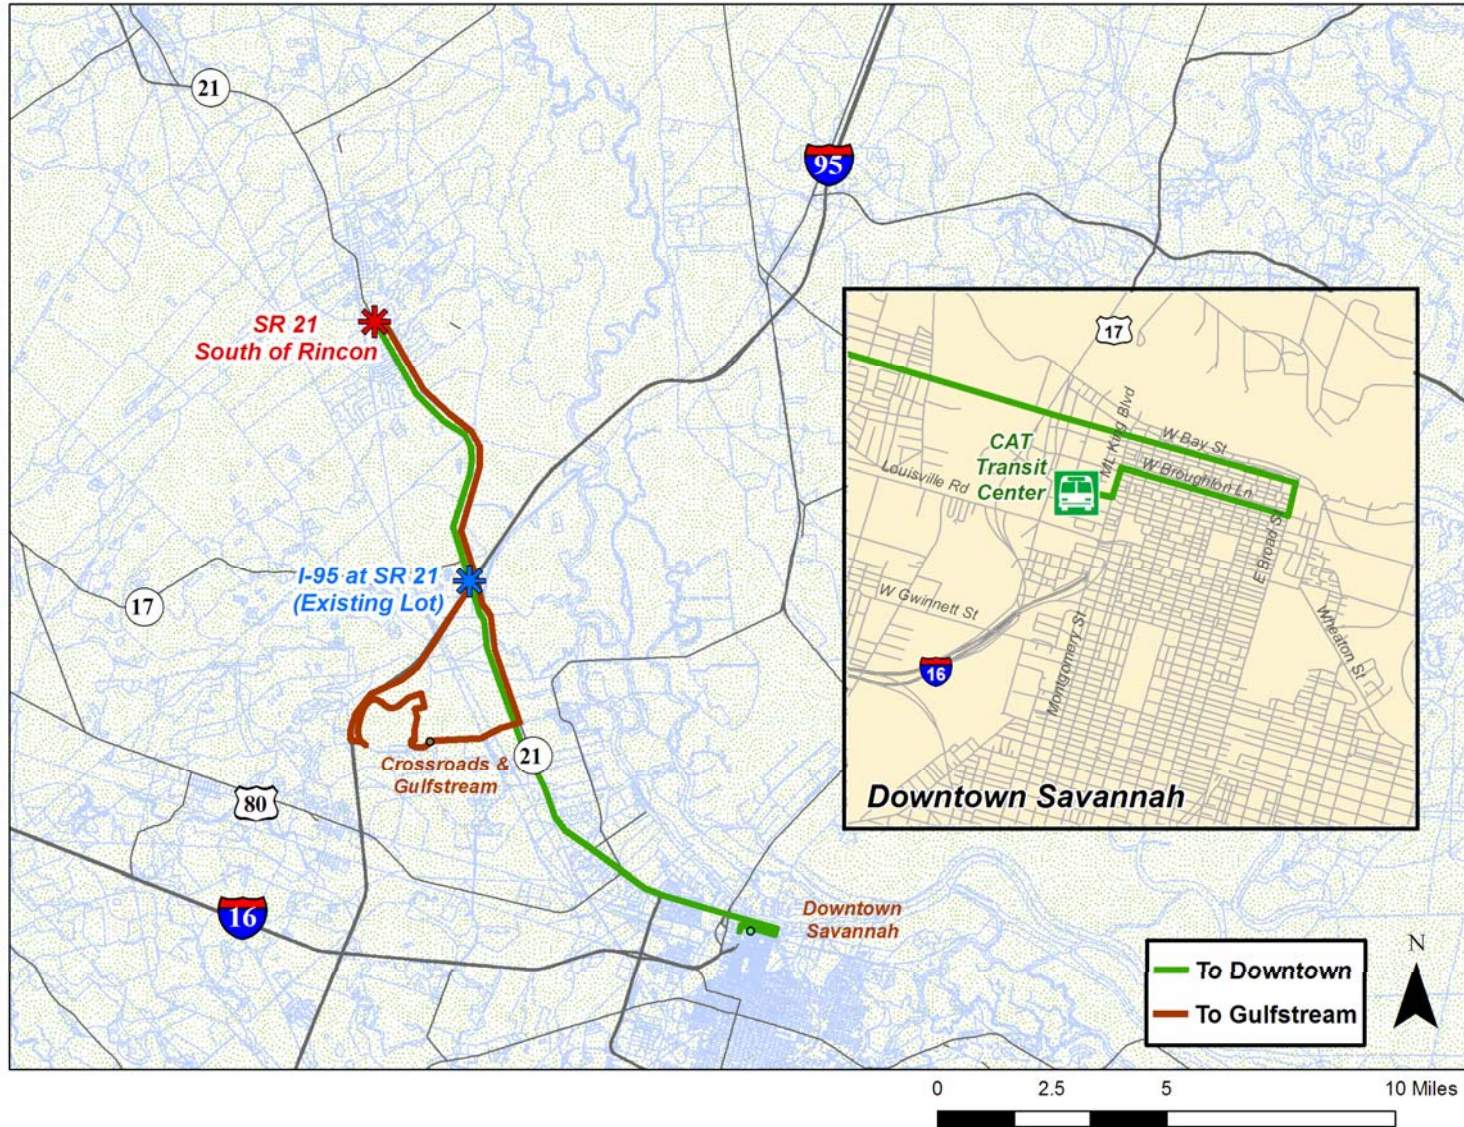 21
95
SR 21
South of Rincon
17
CAT
Transit
Center
ML King Blvd
W Bay St
W Broughton Ln
Louisville Rd
E Broad St
W Gwinnett St
Wheaton St
Montgomery St
16
Downtown Savannah
I-95 at SR 21
(Existing Lot)
17
21
Crossroads &
Gulfstream
80
16
Downtown
Savannah
To Downtown
To Gulfstream
N
0 2.5 5 10 Miles